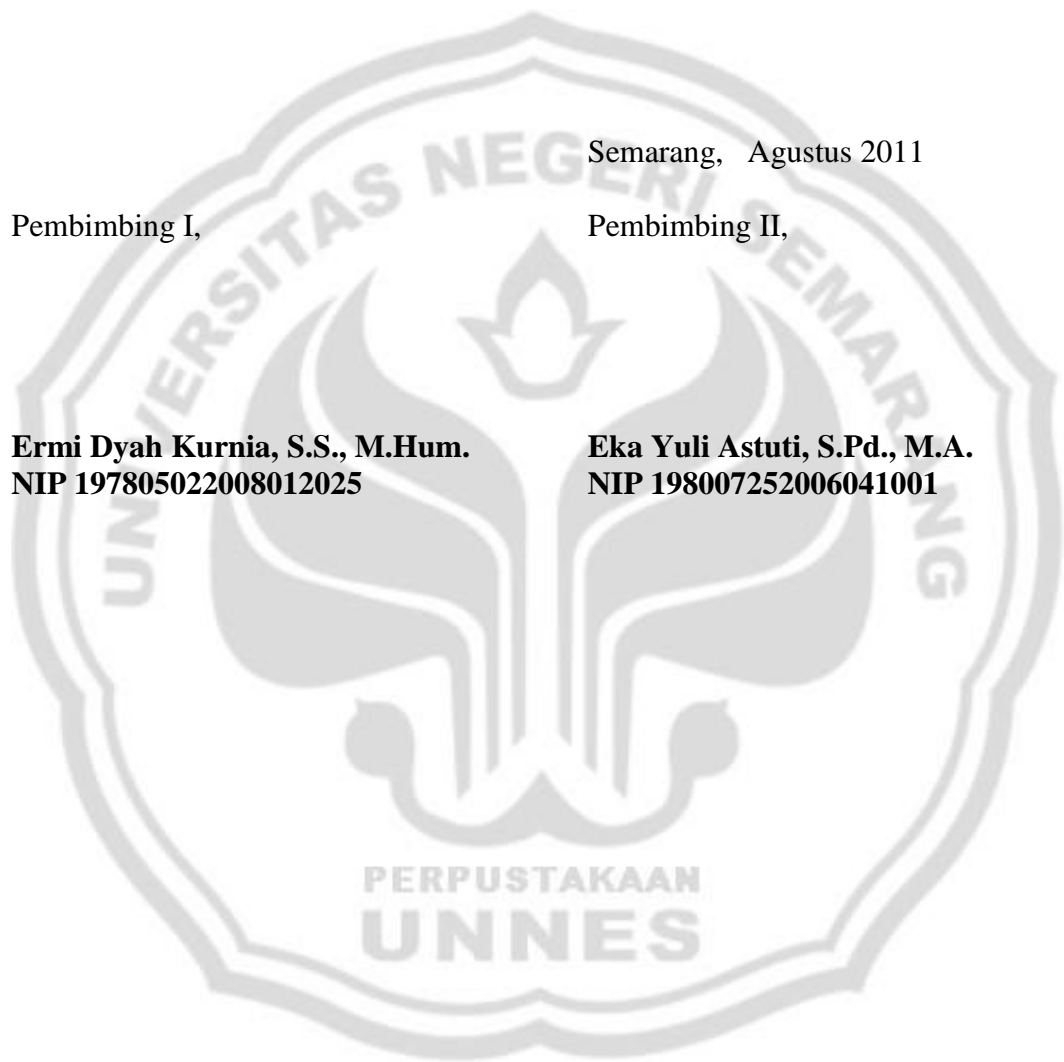 Semarang,   Agustus 2011
Pembimbing I,   Pembimbing II,
Ermi Dyah Kurnia, S.S., M.Hum.   Eka Yuli Astuti, S.Pd., M.A.
NIP 197805022008012025   NIP 198007252006041001
UNIVERSITAS NEGERI SEMARANG
PERPUSTAKAAN
UNNES